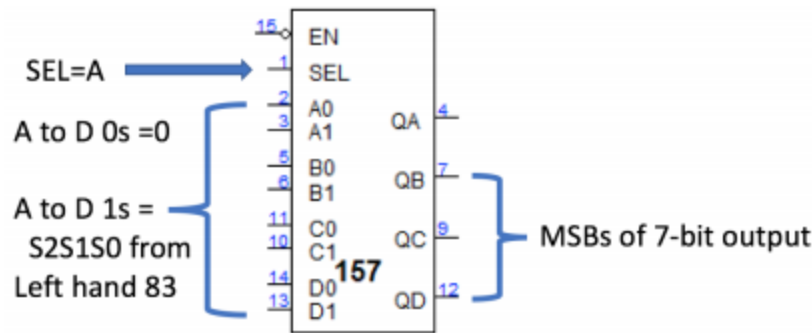 15 EN
SEL=A 1 SEL
2 A0
A to D 0s =0 3 A1 QA 4
5 B0 QB 7
6 B1
A to D 1s =
S2S1S0 from 11 C0 QC 9 MSBs of 7-bit output
10 C1
Left hand 83 14 D0 157
13 D1 QD 12